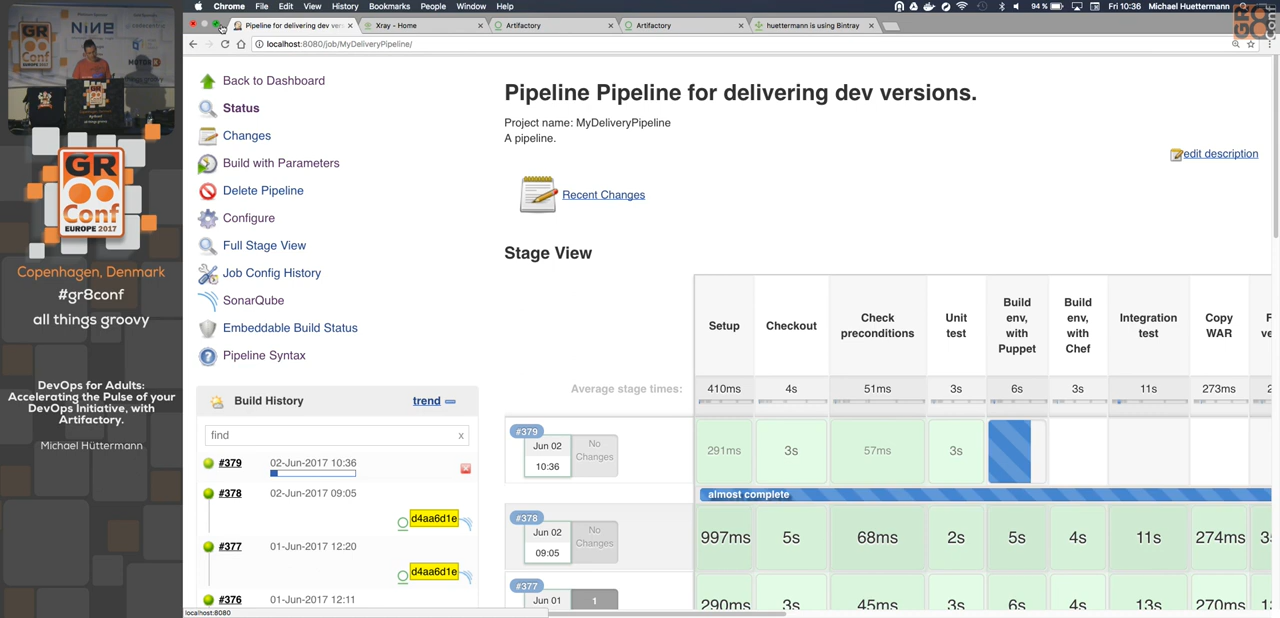 Chrome File Edit View History Bookmarks People Window Help
94 % Fri 10:36 Michael Huettermann
Pipeline for delivering dev vers
Xray - Home
Artifactory
Artifactory
huettermann is using Bintray
localhost:8080/job/MyDeliveryPipeline/
GR8
Conf
EUROPE 2017
Copenhagen, Denmark
#gr8conf
all things groovy
DevOps for Adults:
Accelerating the Pulse of your
DevOps Initiative, with
Artifactory.
Michael Hüttermann
Back to Dashboard
Status
Changes
Build with Parameters
Delete Pipeline
Configure
Full Stage View
Job Config History
SonarQube
Embeddable Build Status
Pipeline Syntax
Build History trend
find x
#379 02-Jun-2017 10:36
#378 02-Jun-2017 09:05
d4aa6d1e
#377 01-Jun-2017 12:20
d4aa6d1e
#376 01-Jun-2017 12:11
localhost:8080
Pipeline Pipeline for delivering dev versions.
Project name: MyDeliveryPipeline
A pipeline.
edit description
Recent Changes
Stage View
Setup
Checkout
Check preconditions
Unit test
Build env, with Puppet
Build env, with Chef
Integration test
Copy WAR
Average stage times: 410ms 4s 51ms 3s 6s 3s 11s 273ms
#379
Jun 02
10:36
No Changes
291ms 3s 57ms 3s
almost complete
#378
Jun 02
09:05
No Changes
997ms 5s 68ms 2s 5s 4s 11s 274ms
#377
Jun 01
1
290ms 3s 45ms 3s 6s 4s 13s 270ms